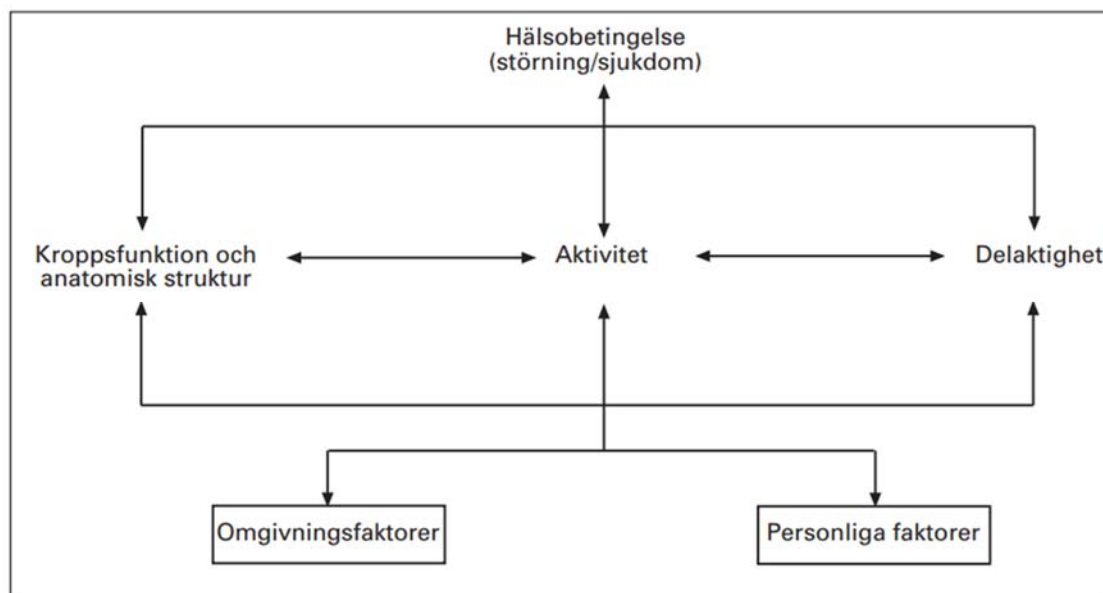 Hälsobetingelse
(störning/sjukdom)
Kroppsfunktion och
anatomisk struktur
Aktivitet
Delaktighet
Omgivningsfaktorer
Personliga faktorer